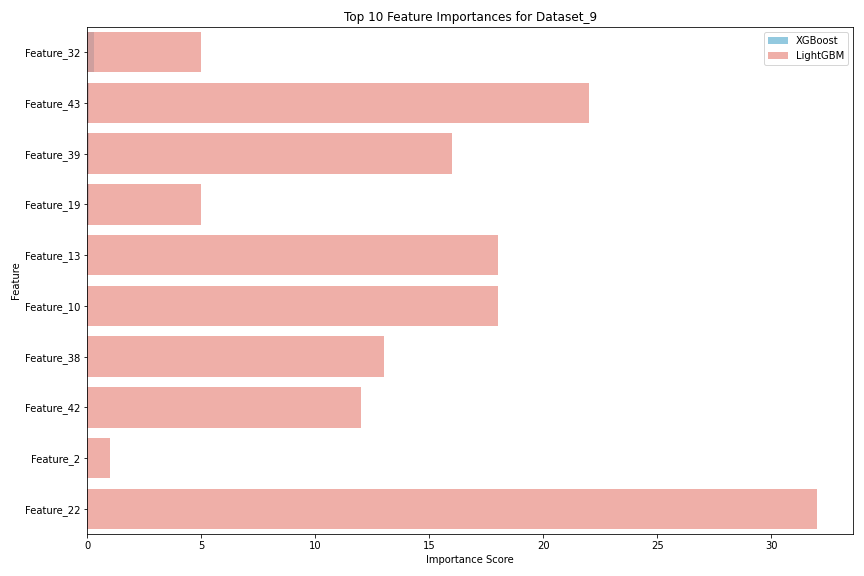 Top 10 Feature Importances for Dataset_9
XGBoost
LightGBM
Feature_32
Feature_43
Feature_39
Feature_19
Feature_13
Feature_10
Feature_38
Feature_42
Feature_2
Feature_22
Feature
0 5 10 15 20 25 30
Importance Score